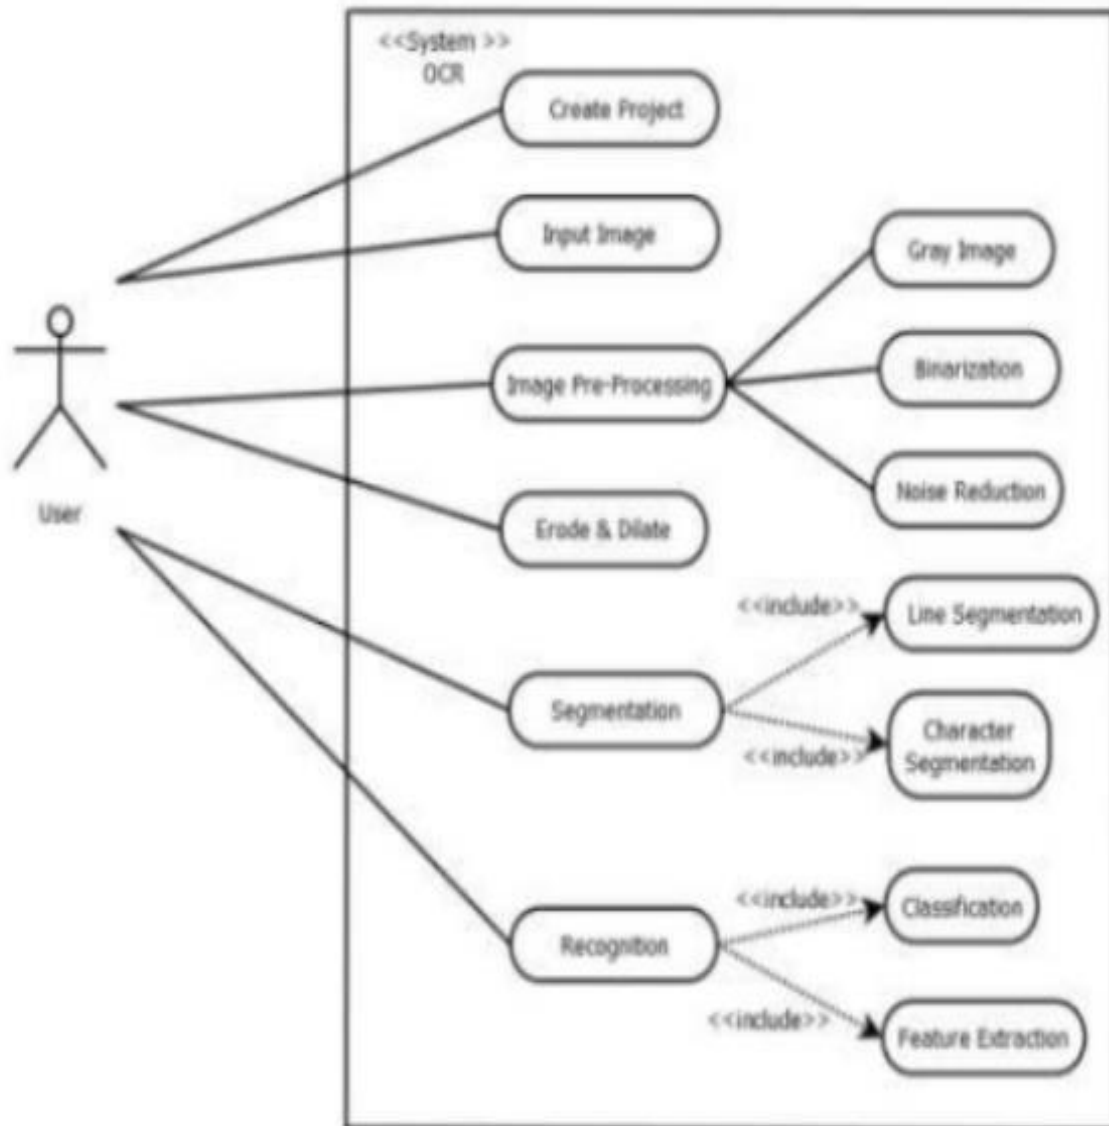 <<System >>
OCR
Create Project
Input Image
Gray Image
Image Pre-Processing
Binarization
Noise Reduction
User
Erode & Dilate
<<include>>
Line Segmentation
Segmentation
<<include>>
Character
Segmentation
<<include>>
Classification
Recognition
<<include>>
Feature Extraction